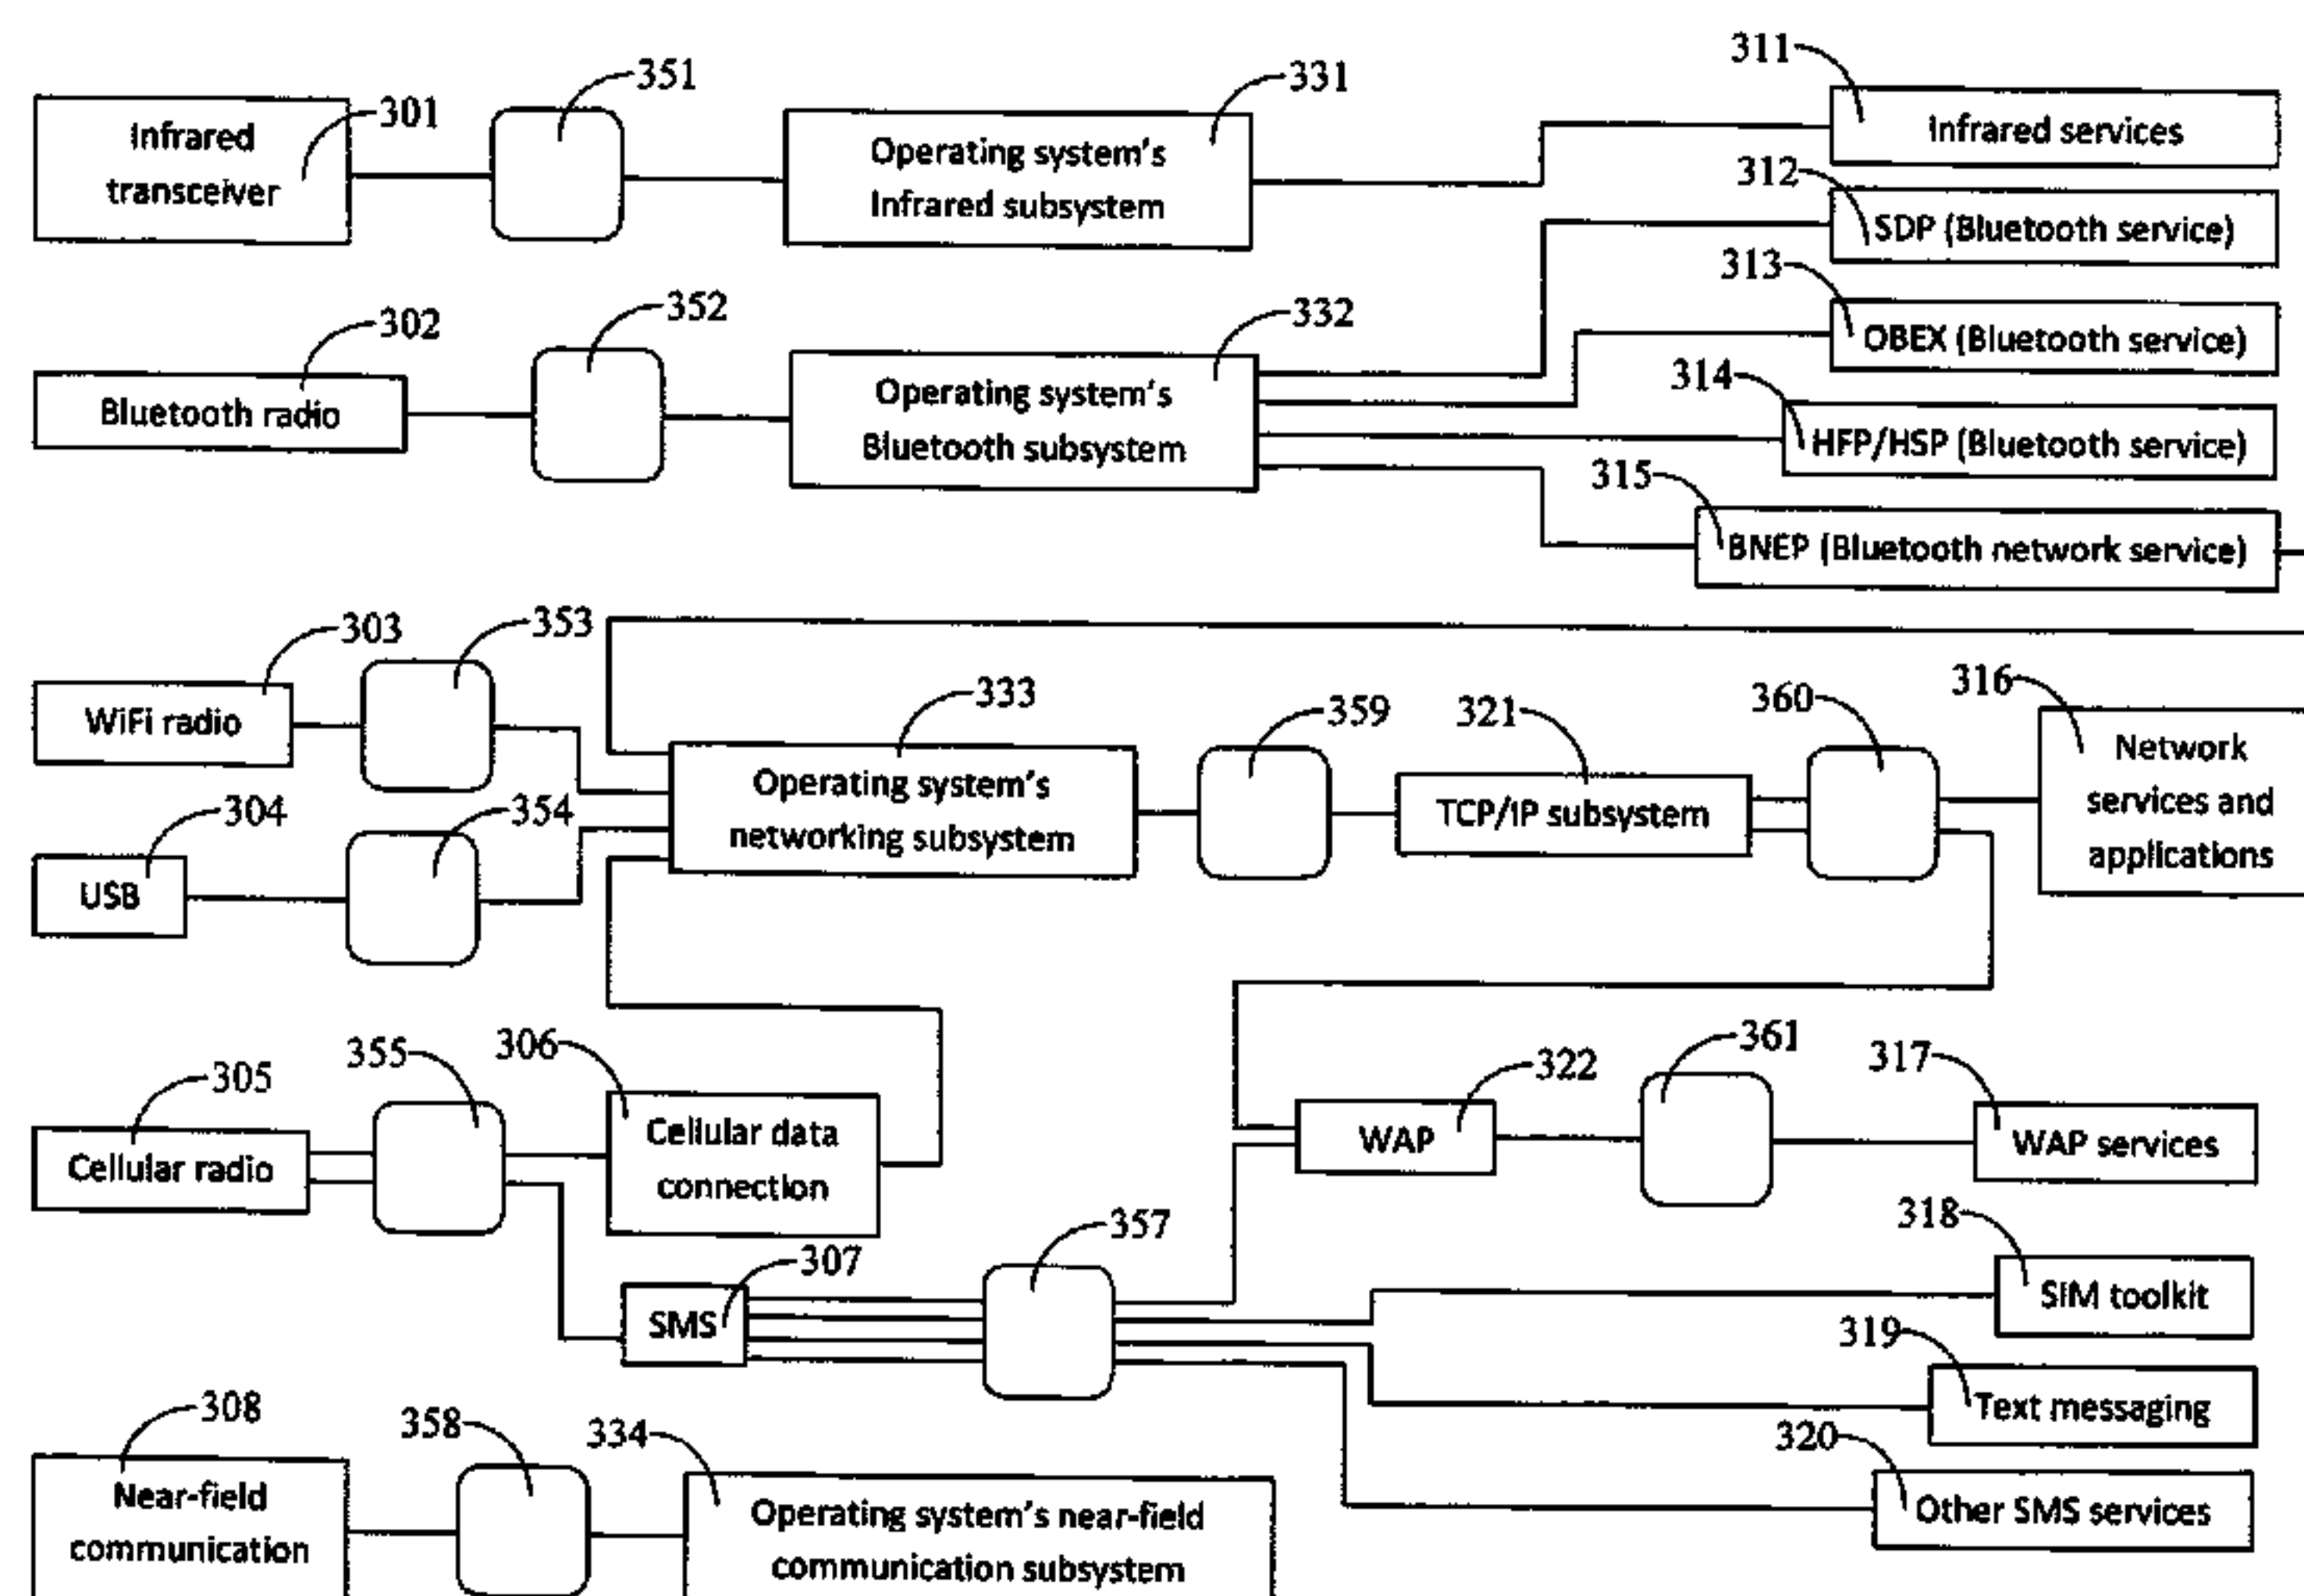 311
351
331
Infrared
transceiver
301
Operating system's
Infrared subsystem
Infrared services
312
SDP (Bluetooth service)
313
302
352
332
OBEX (Bluetooth service)
Bluetooth radio
Operating system's
Bluetooth subsystem
314
HFP/HSP (Bluetooth service)
315
BNEP (Bluetooth network service)
303
353
WiFi radio
333
359
321
360
316
Operating system's
networking subsystem
TCP/IP subsystem
Network
services and
applications
304
354
USB
305
355
306
322
361
317
Cellular radio
Cellular data
connection
WAP
WAP services
307
357
318
SMS
SIM toolkit
319
Text messaging
308
358
334
320
Near-field
communication
Operating system's near-field
communication subsystem
Other SMS services